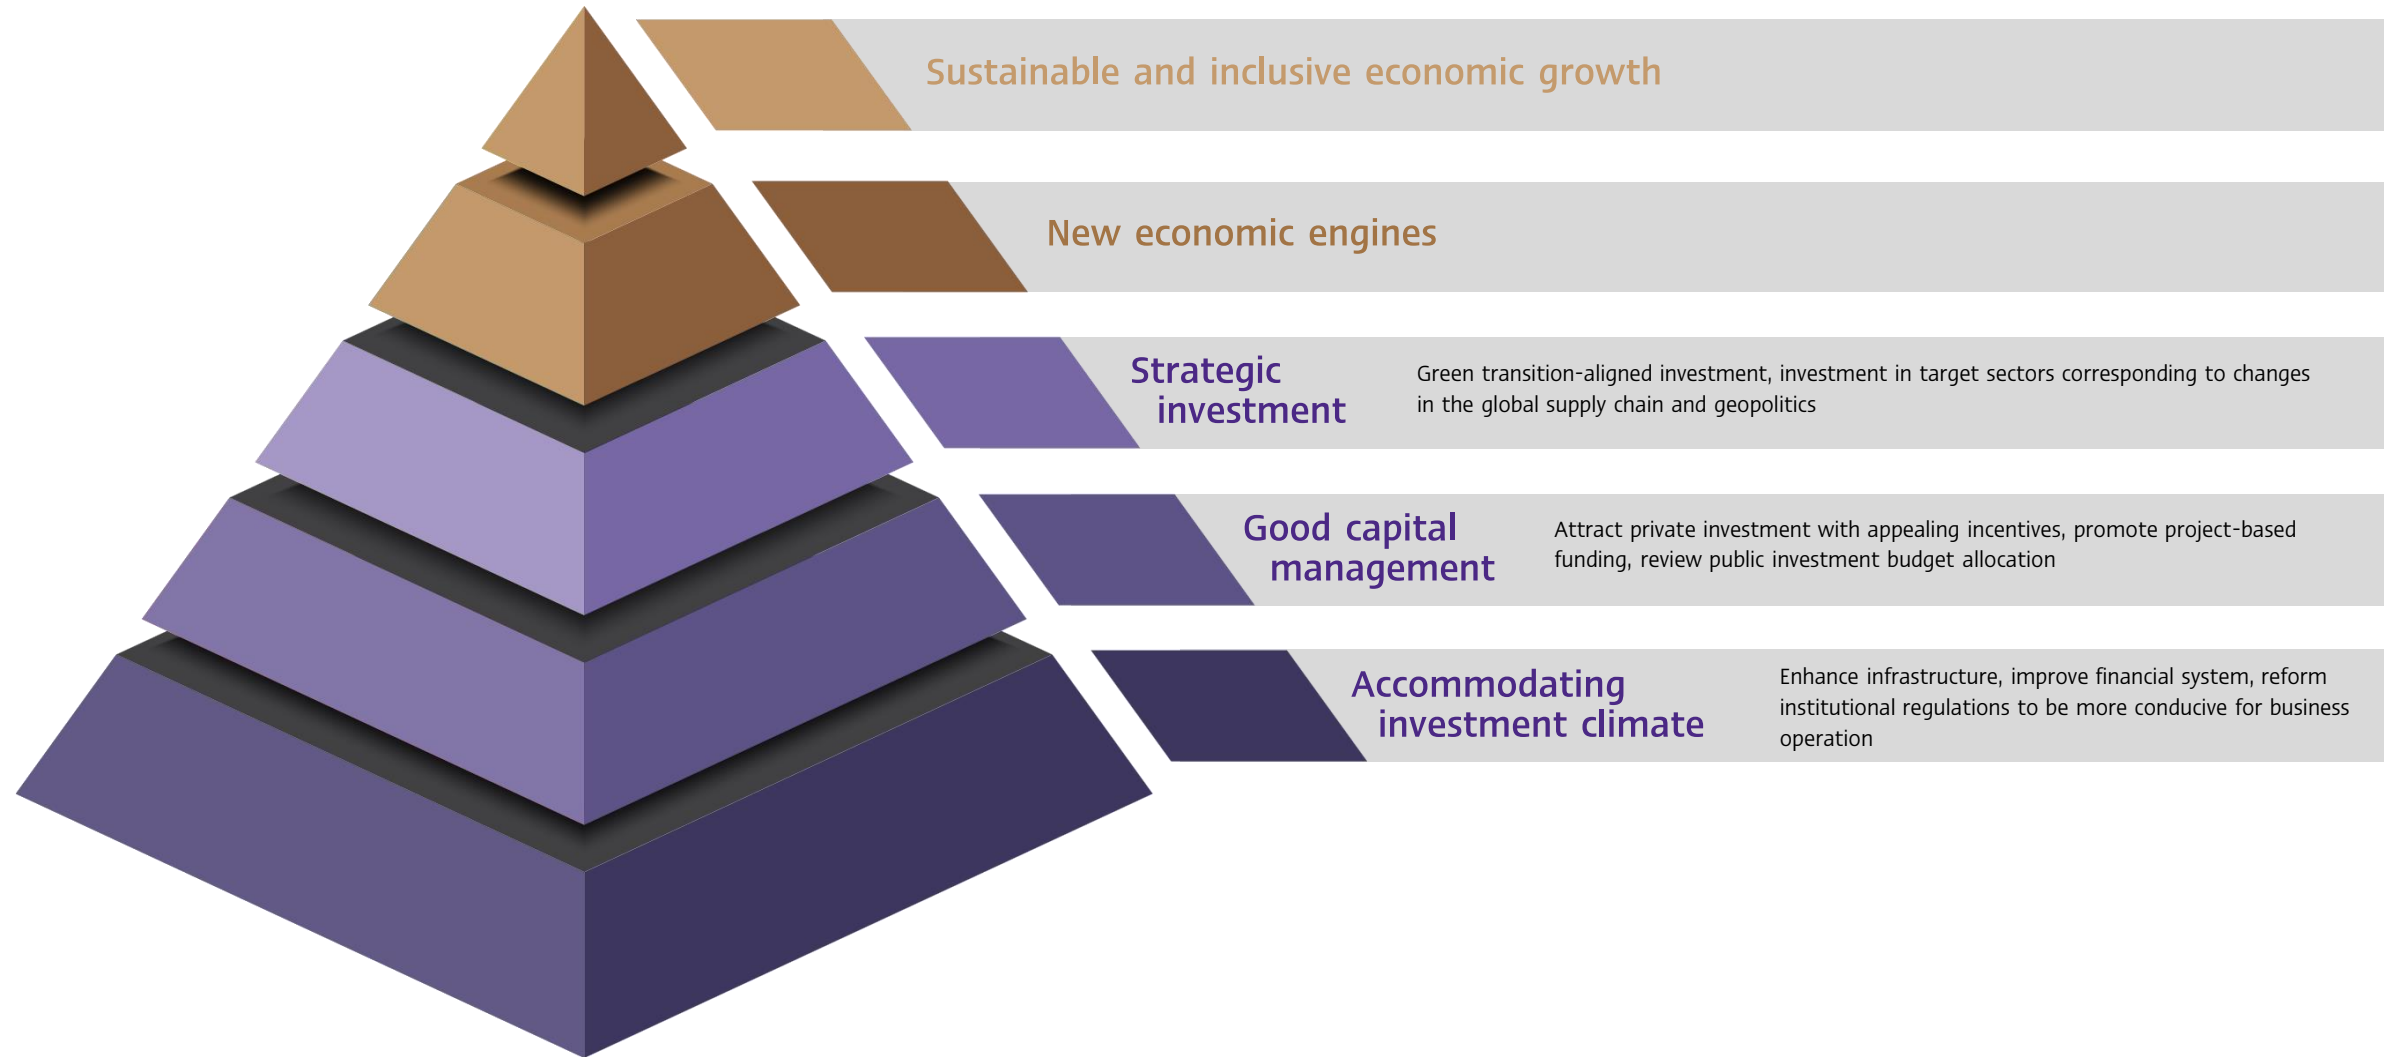 Sustainable and inclusive economic growth
New economic engines
Strategic
investment
Green transition-aligned investment, investment in target sectors corresponding to changes
in the global supply chain and geopolitics
Good capital
management
Attract private investment with appealing incentives, promote project-based
funding, review public investment budget allocation
Accommodating
investment climate
Enhance infrastructure, improve financial system, reform
institutional regulations to be more conducive for business
operation